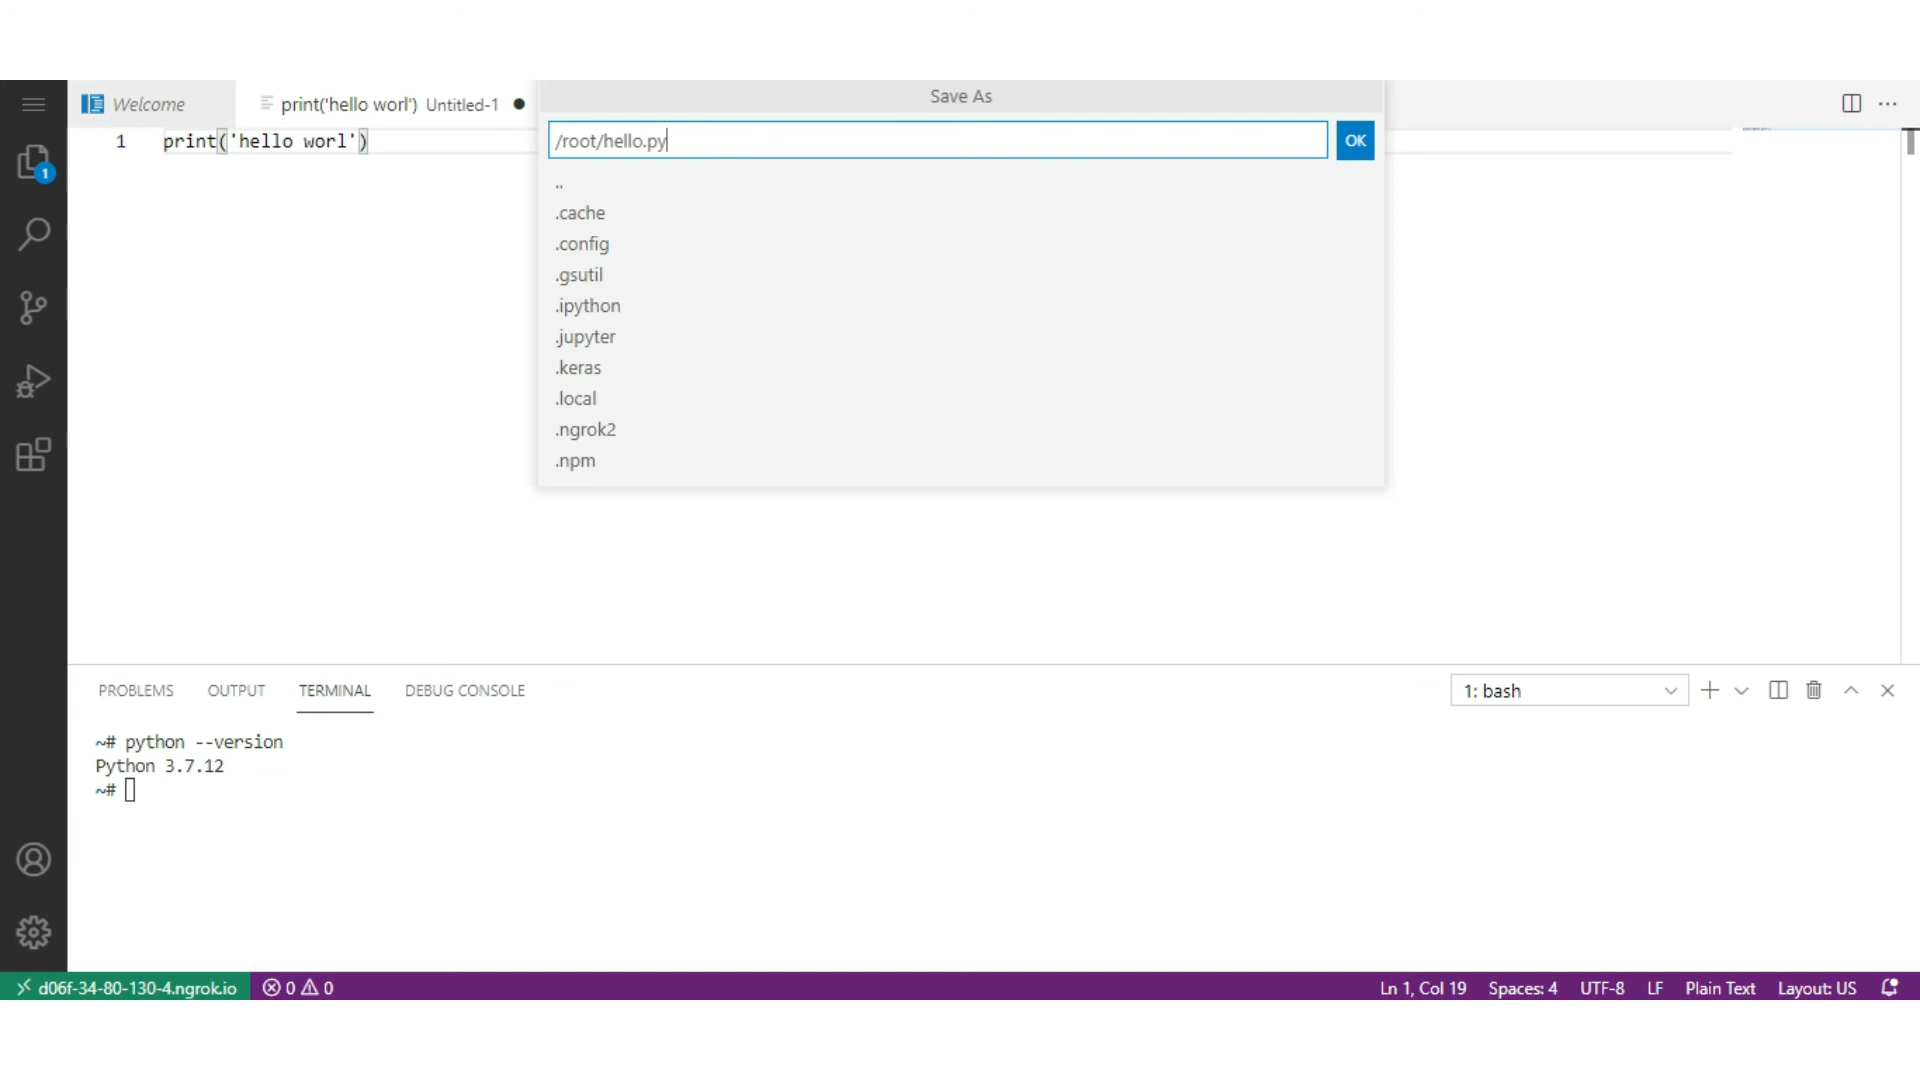 Welcome
print('hello worl') Untitled-1
Save As
1
print('hello worl')
/root/hello.py
OK
1
..
.cache
.config
.gsutil
.ipython
.jupyter
.keras
.local
.ngrok2
.npm
PROBLEMS OUTPUT TERMINAL DEBUG CONSOLE
1: bash
~# python --version
Python 3.7.12
~#
d06f-34-80-130-4.ngrok.io 0 0 Ln 1, Col 19 Spaces: 4 UTF-8 LF Plain Text Layout: US